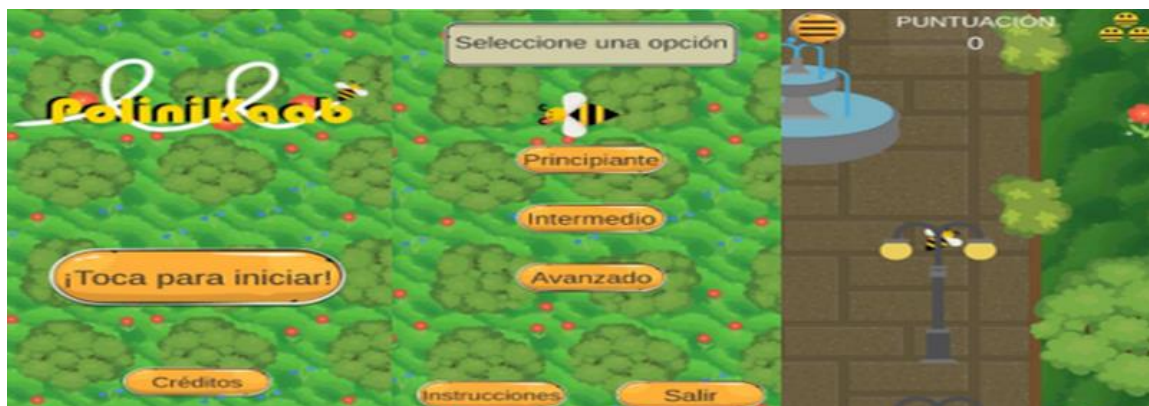 PoliniKaab
¡Toca para iniciar!
Créditos
Seleccione una opción
Principiante
Intermedio
Avanzado
Instrucciones
Salir
PUNTUACIÓN
0